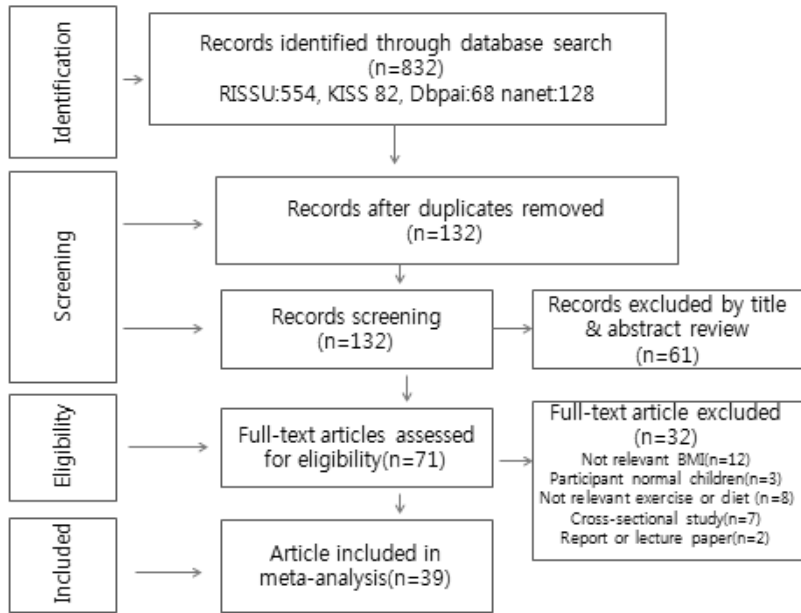 Identification
Records identified through database search
(n=832)
RISSU:554, KISS 82, Dbpai:68 nanet:128
Screening
Records after duplicates removed
(n=132)
Records screening
(n=132)
Records excluded by title
& abstract review
(n=61)
Eligibility
Full-text articles assessed
for eligibility(n=71)
Full-text article excluded
(n=32)
Not relevant BMI(n=12)
Participant normal children(n=3)
Not relevant exercise or diet (n=8)
Cross-sectional study(n=7)
Report or lecture paper(n=2)
Included
Article included in
meta-analysis(n=39)